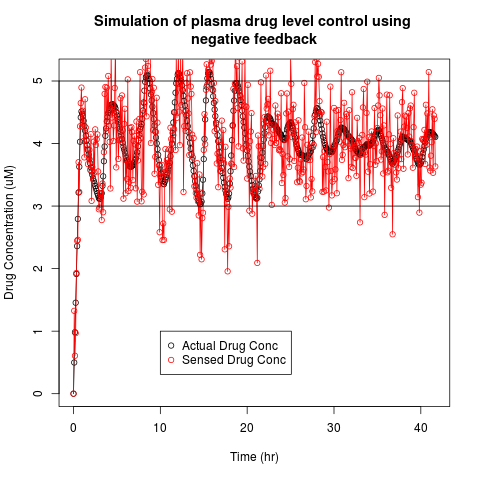 Simulation of plasma drug level control using
negative feedback
Drug Concentration (uM)
5
4
3
2
1
0
Actual Drug Conc
Sensed Drug Conc
0 10 20 30 40
Time (hr)